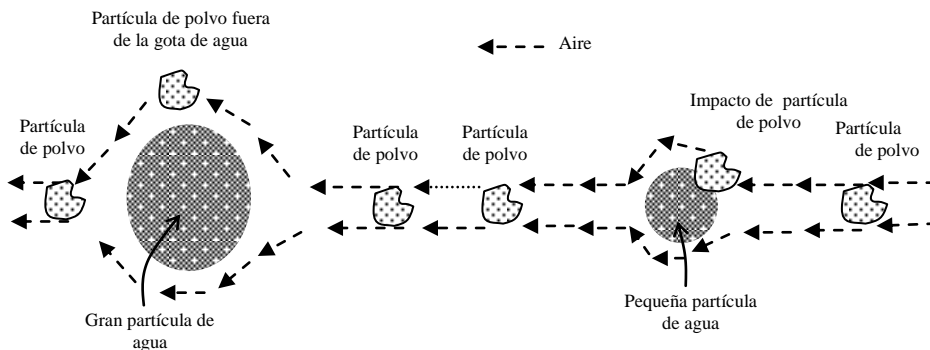 Partícula de polvo fuera
de la gota de agua
Aire
Partícula
de polvo
Partícula
de polvo
Partícula
de polvo
Impacto de partícula
de polvo
Partícula
de polvo
Gran partícula de
agua
Pequeña partícula
de agua